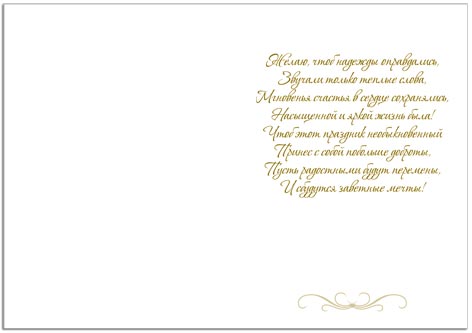 Желаю, чтоб надежды оправдались,
Звучали только теплые слова,
Мгновенья счастья в сердце сохранялись,
Насыщенной и яркой жизнь была!
Чтоб этот праздник необыкновенный
Принес с собой побольше доброты,
Пусть радостными будут перемены,
И сбудутся заветные мечты!